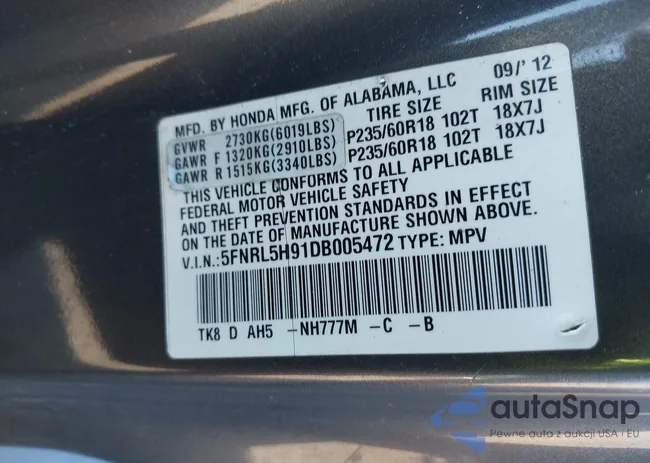 MFD. BY HONDA MFG. OF ALABAMA, LLC 09/'12
TIRE SIZE RIM SIZE
GVWR 2730KG(6019LBS)
GAWR F 1320KG(2910LBS) P235/60R18 102T 18X7J
GAWR R 1515KG(3340LBS) P235/60R18 102T 18X7J
THIS VEHICLE CONFORMS TO ALL APPLICABLE
FEDERAL MOTOR VEHICLE SAFETY
AND THEFT PREVENTION STANDARDS IN EFFECT
ON THE DATE OF MANUFACTURE SHOWN ABOVE.
V.I.N.:5FNRL5H91DB005472 TYPE: MPV
TK8 D AH5 -NH777M -C -B
autaSnap
Pewne auto z aukcji USA i EU